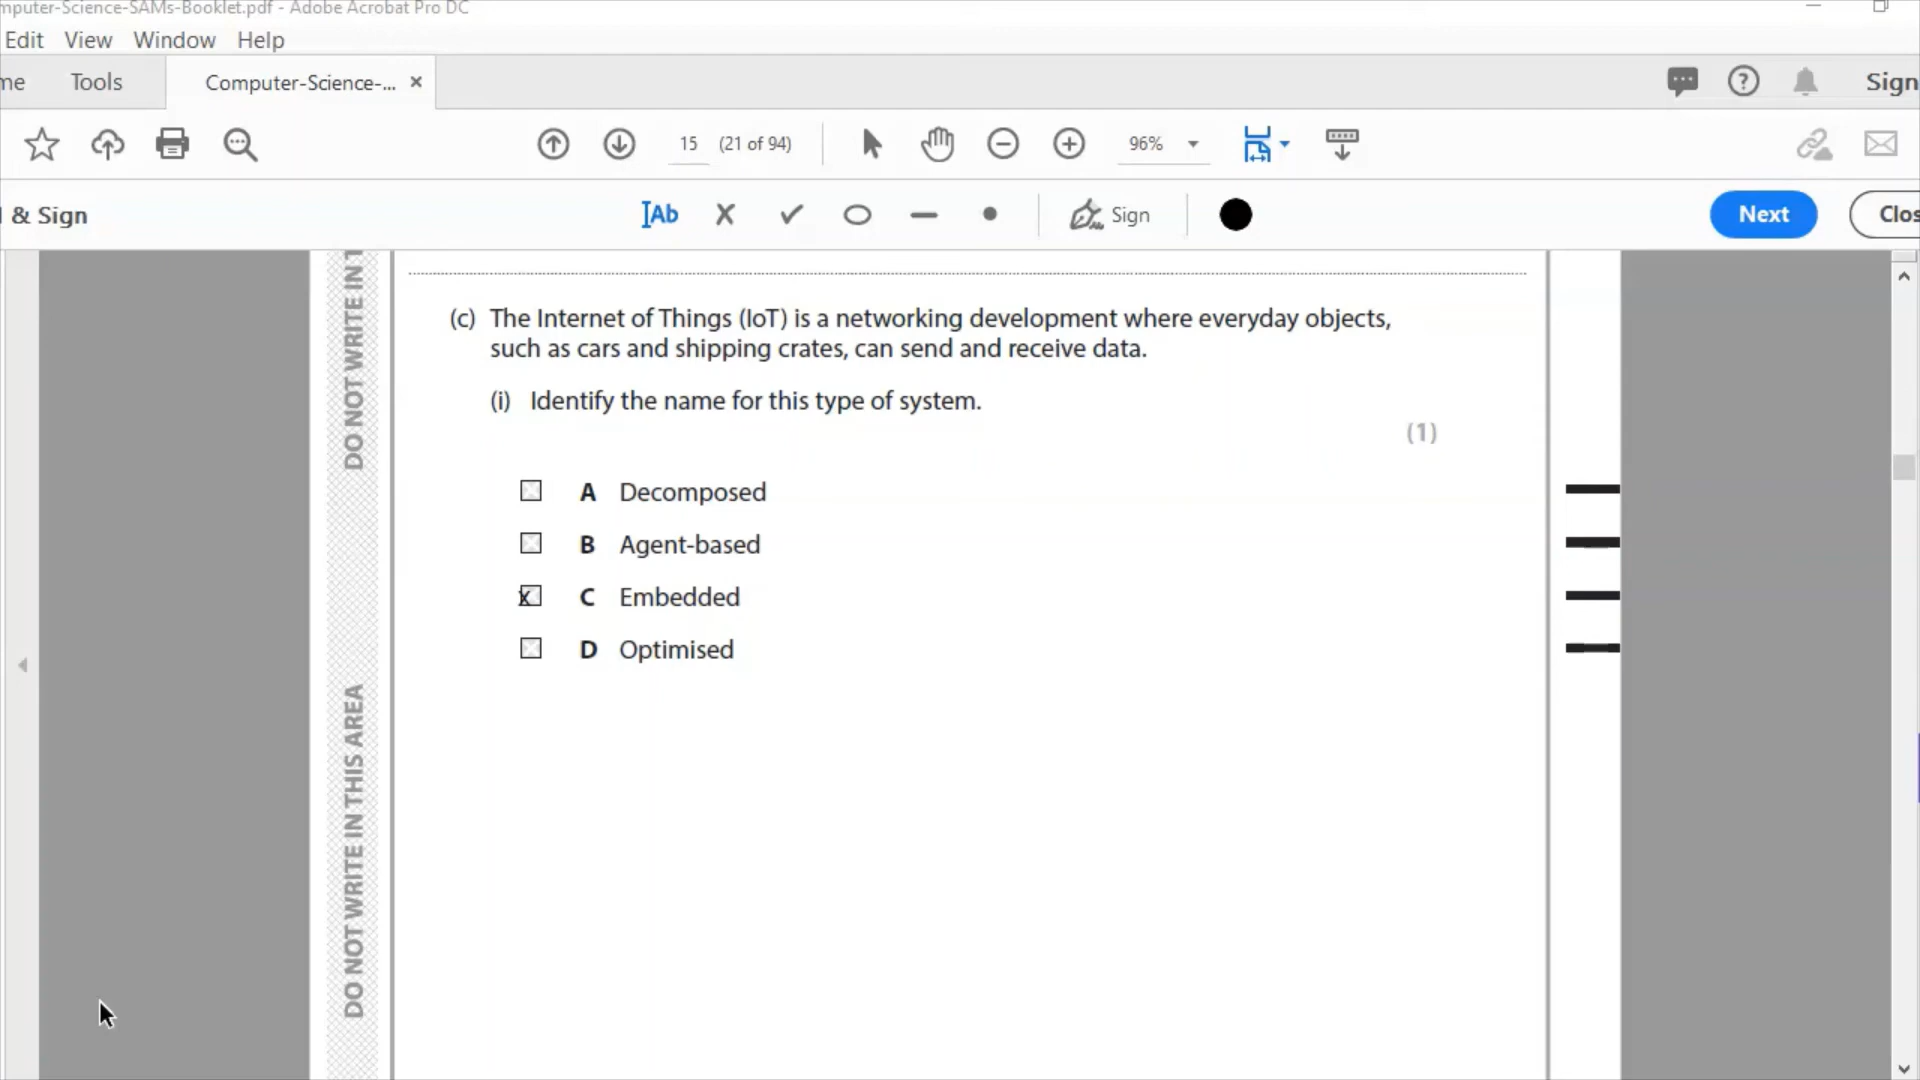 mputer-Science-SAMs-Booklet.pdf - Adobe Acrobat Pro DC
Edit View Window Help
me Tools Computer-Science-... × Sign
15 (21 of 94) 96%
& Sign IAb Sign Next Clos
DO NOT WRITE IN T
(c) The Internet of Things (IoT) is a networking development where everyday objects,
such as cars and shipping crates, can send and receive data.
(i) Identify the name for this type of system.
(1)
A Decomposed
B Agent-based
x C Embedded
D Optimised
DO NOT WRITE IN THIS AREA